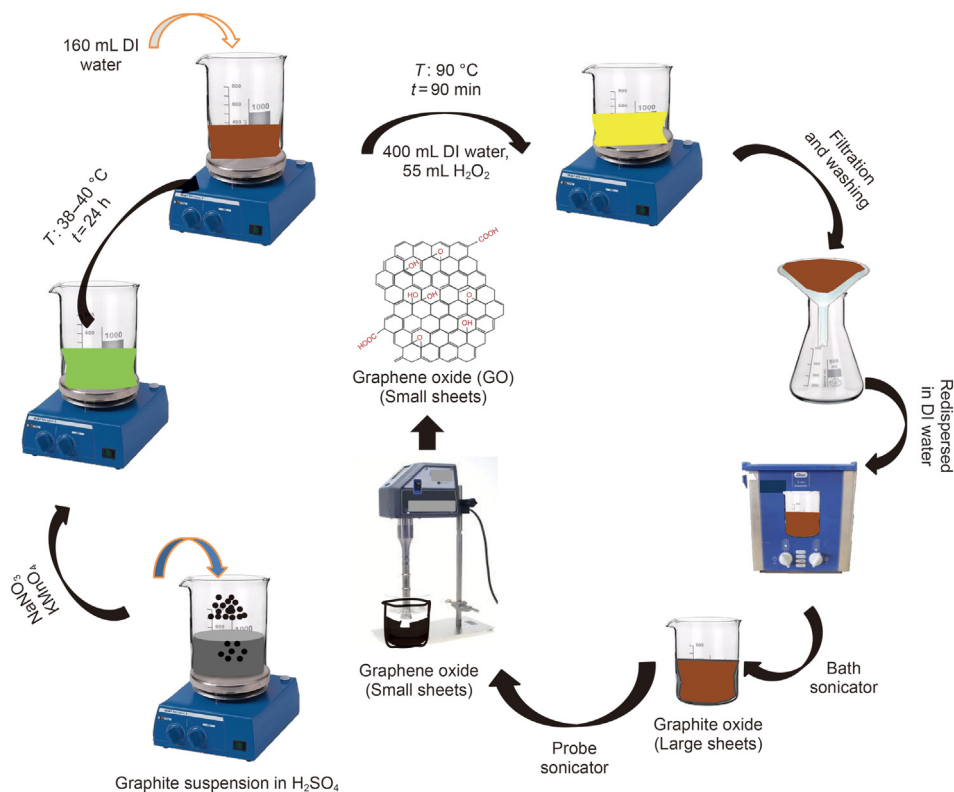 160 mL DI
water
T: 90 °C
t = 90 min
400 mL DI water,
55 mL H₂O₂
Filtration
and washing
T: 38–40 °C
t = 24 h
1000
1000
COOH
O
OH
HO
OH
O
OH
O
HOOC
Graphene oxide (GO)
(Small sheets)
Redispersed
in DI water
NaNO₃
KMnO₄
Graphene oxide
(Small sheets)
Bath
sonicator
Graphite oxide
(Large sheets)
Probe
sonicator
Graphite suspension in H₂SO₄